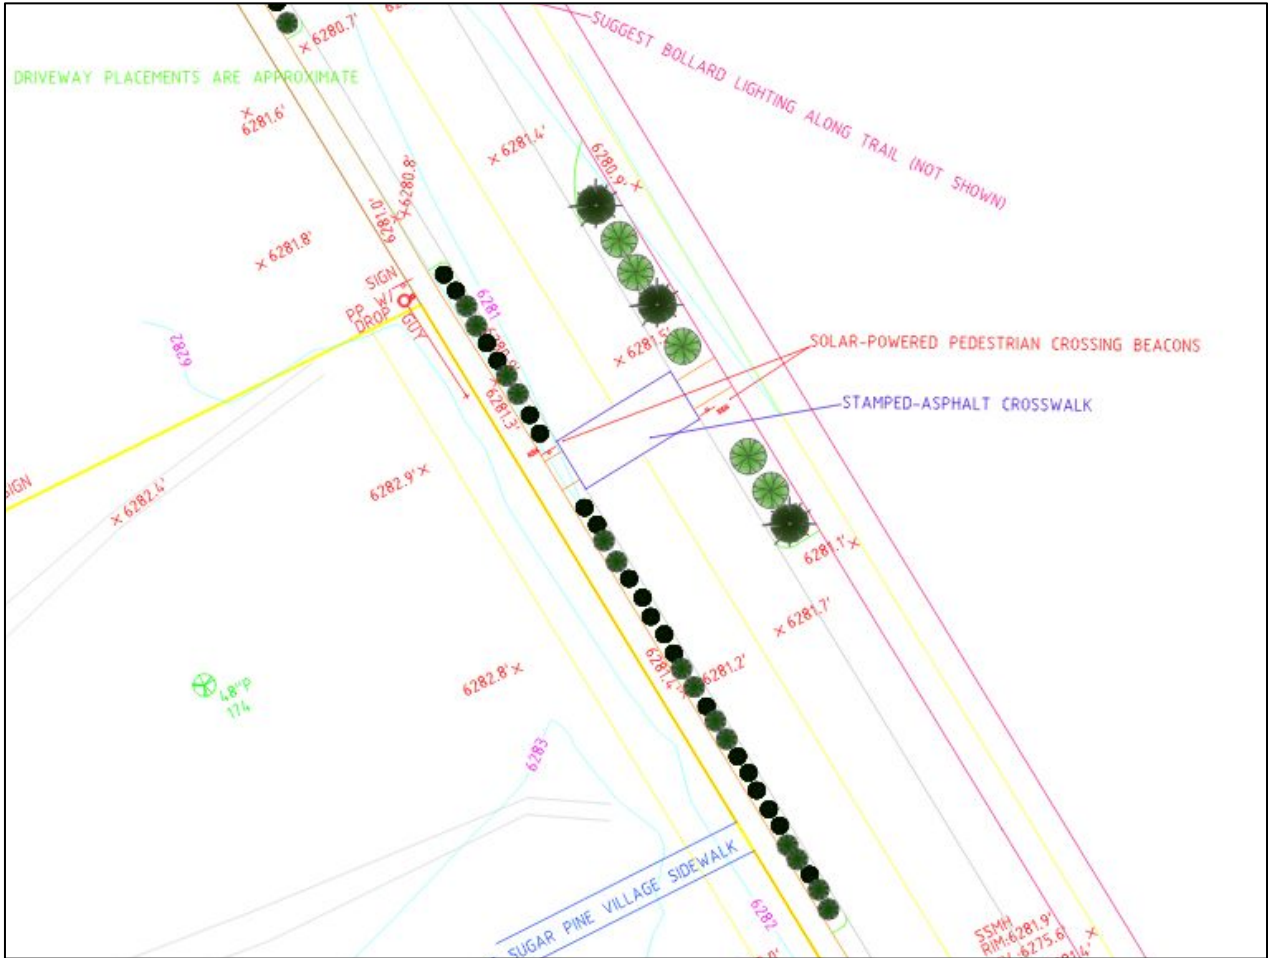 6280.7'
SUGGEST BOLLARD LIGHTING ALONG TRAIL (NOT SHOWN)
DRIVEWAY PLACEMENTS ARE APPROXIMATE
6281.6'
6281.4'
6280.9'
6280.8'
6281.0'
6281.8'
SIGN
PP W/
DROP
GUY
6281
6282
SOLAR-POWERED PEDESTRIAN CROSSING BEACONS
6281.3'
STAMPED-ASPHALT CROSSWALK
6282.9'
SIGN
6282.4'
6281.1'
6281.7'
6281.4'
6281.2'
6282.8'
48"P
174
6283
SUGAR PINE VILLAGE SIDEWALK
6282
SSMH
RIM:6281.9'